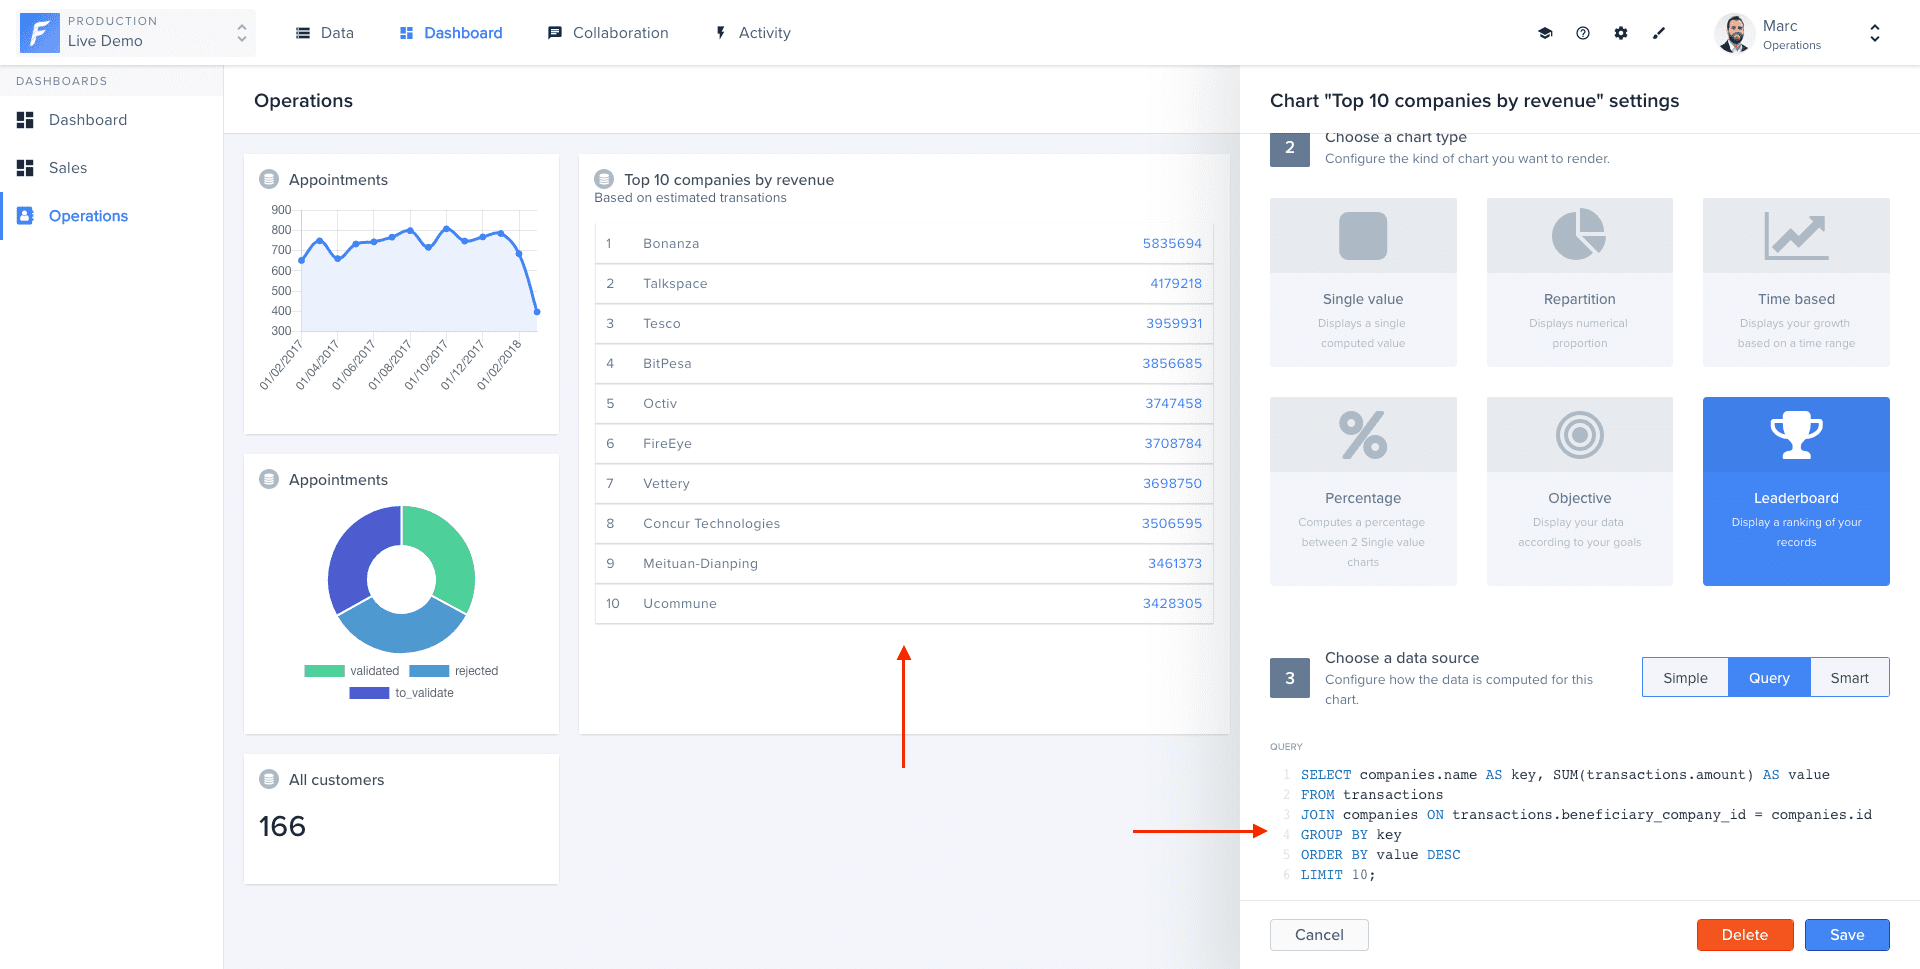 PRODUCTION
Live Demo
Data
Dashboard
Collaboration
Activity
Marc
Operations
DASHBOARDS
Dashboard
Sales
Operations
Operations
Appointments
900
800
700
600
500
400
300
01/02/2017
01/04/2017
01/06/2017
01/08/2017
01/10/2017
01/12/2017
01/02/2018
Appointments
validated
rejected
to_validate
All customers
166
Top 10 companies by revenue
Based on estimated transations
1 Bonanza 5835694
2 Talkspace 4179218
3 Tesco 3959931
4 BitPesa 3856685
5 Octiv 3747458
6 FireEye 3708784
7 Vettery 3698750
8 Concur Technologies 3506595
9 Meituan-Dianping 3461373
10 Ucommune 3428305
Chart "Top 10 companies by revenue" settings
2
Choose a chart type
Configure the kind of chart you want to render.
Single value
Displays a single
computed value
Repartition
Displays numerical
proportion
Time based
Displays your growth
based on a time range
Percentage
Computes a percentage
between 2 Single value
charts
Objective
Display your data
according to your goals
Leaderboard
Display a ranking of your
records
3
Choose a data source
Configure how the data is computed for this
chart.
Simple
Query
Smart
QUERY
1 SELECT companies.name AS key, SUM(transactions.amount) AS value
2 FROM transactions
3 JOIN companies ON transactions.beneficiary_company_id = companies.id
4 GROUP BY key
5 ORDER BY value DESC
6 LIMIT 10;
Cancel
Delete
Save